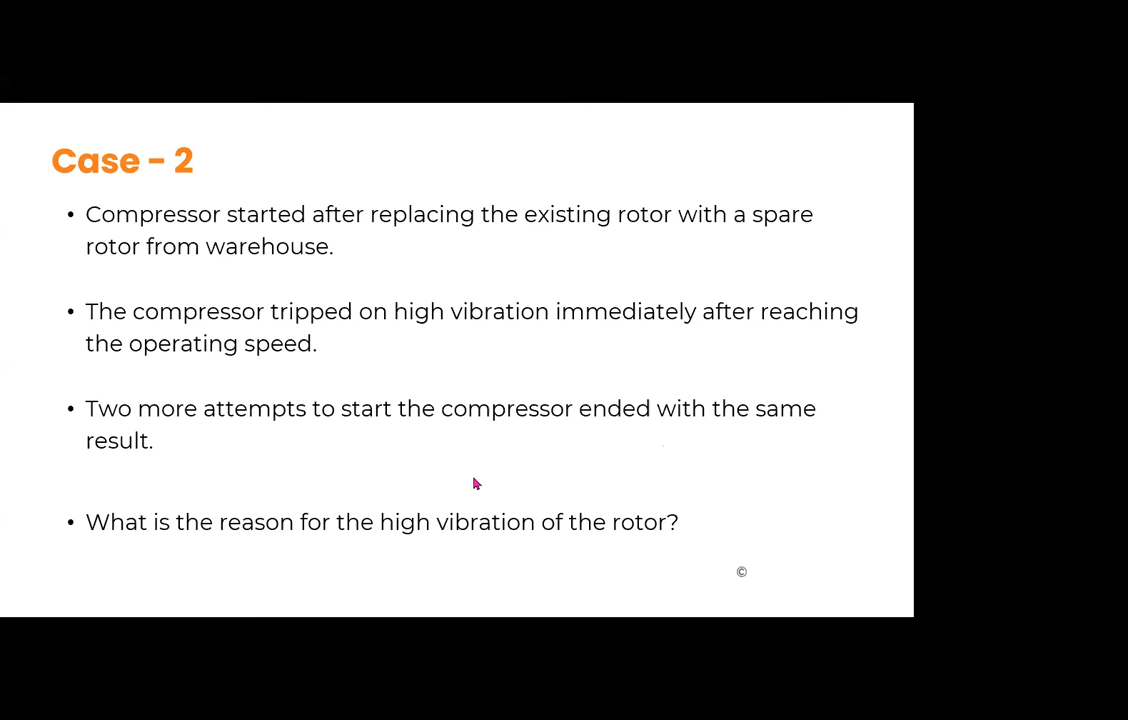 Case - 2
• Compressor started after replacing the existing rotor with a spare
rotor from warehouse.
• The compressor tripped on high vibration immediately after reaching
the operating speed.
• Two more attempts to start the compressor ended with the same
result.
• What is the reason for the high vibration of the rotor?
©